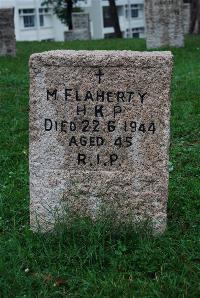 M FLAHERTY
H K P
DIED 22.6 1944
AGED 45
R.I.P